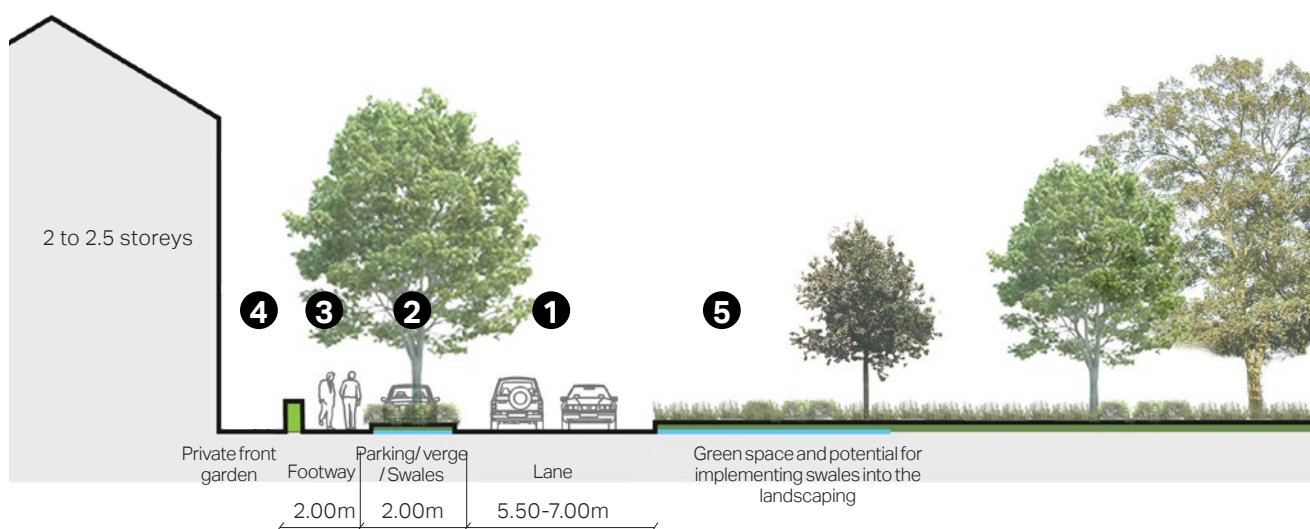 2 to 2.5 storeys
4
3
2
1
5
Private front
garden
Footway
Parking/ verge
/ Swales
Lane
Green space and potential for
implementing swales into the
landscaping
2.00m
2.00m
5.50-7.00m